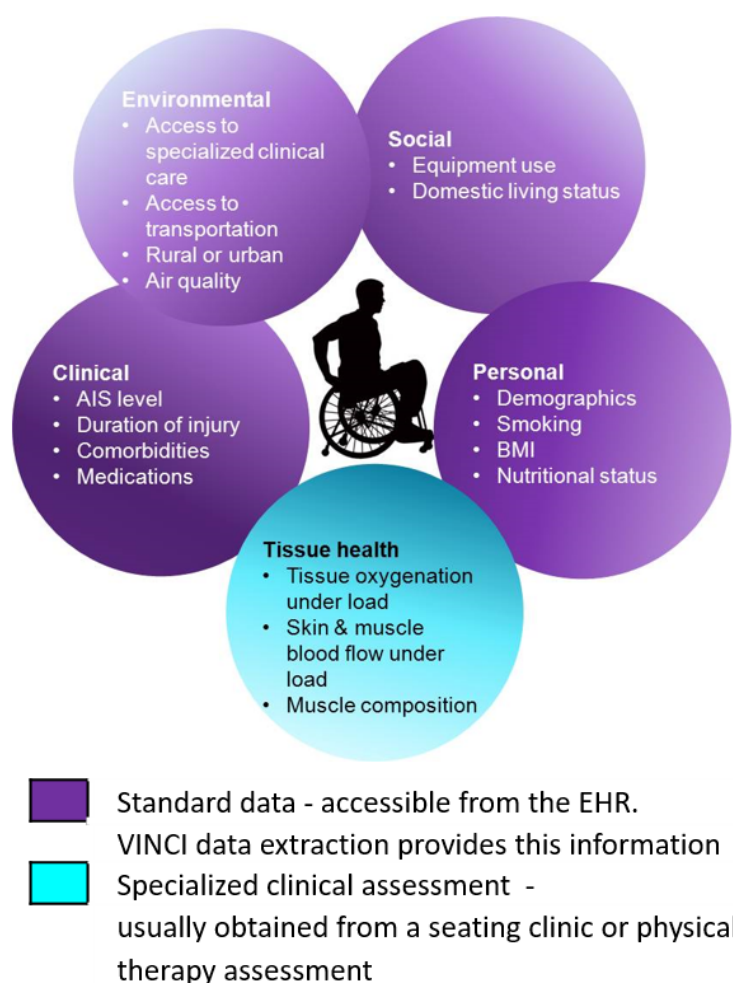 Environmental
• Access to
specialized clinical
care
• Access to
transportation
• Rural or urban
• Air quality
Social
• Equipment use
• Domestic living status
Clinical
• AIS level
• Duration of injury
• Comorbidities
• Medications
Personal
• Demographics
• Smoking
• BMI
• Nutritional status
Tissue health
• Tissue oxygenation
under load
• Skin & muscle
blood flow under
load
• Muscle composition
Standard data - accessible from the EHR.
VINCI data extraction provides this information
Specialized clinical assessment -
usually obtained from a seating clinic or physical
therapy assessment